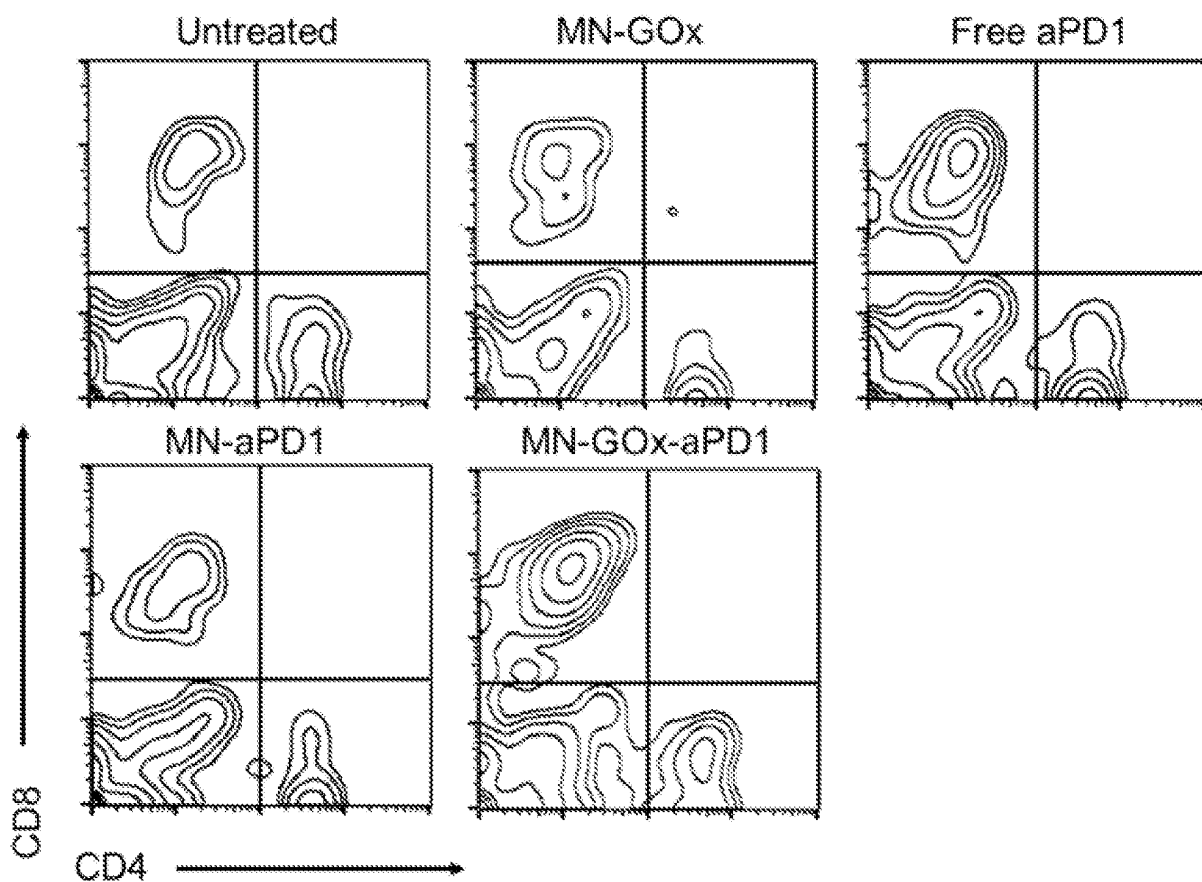 Untreated
MN-GOx
Free aPD1
MN-aPD1
MN-GOx-aPD1
CD8
CD4